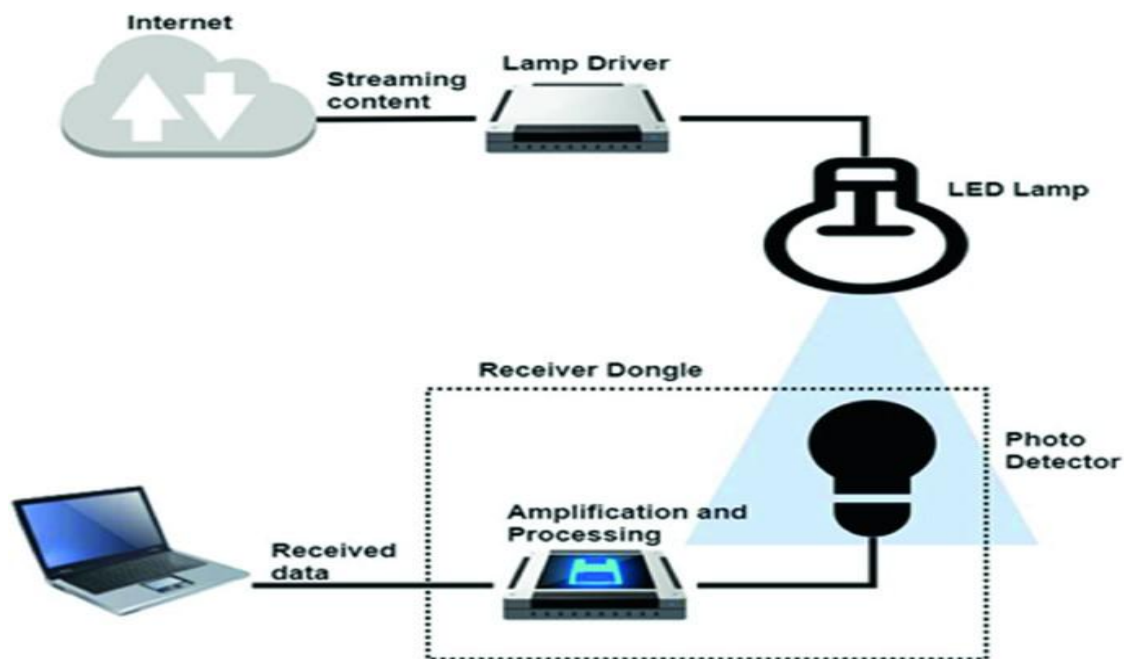 Internet
Streaming
content
Lamp Driver
LED Lamp
Receiver Dongle
Photo
Detector
Amplification and
Processing
Received
data